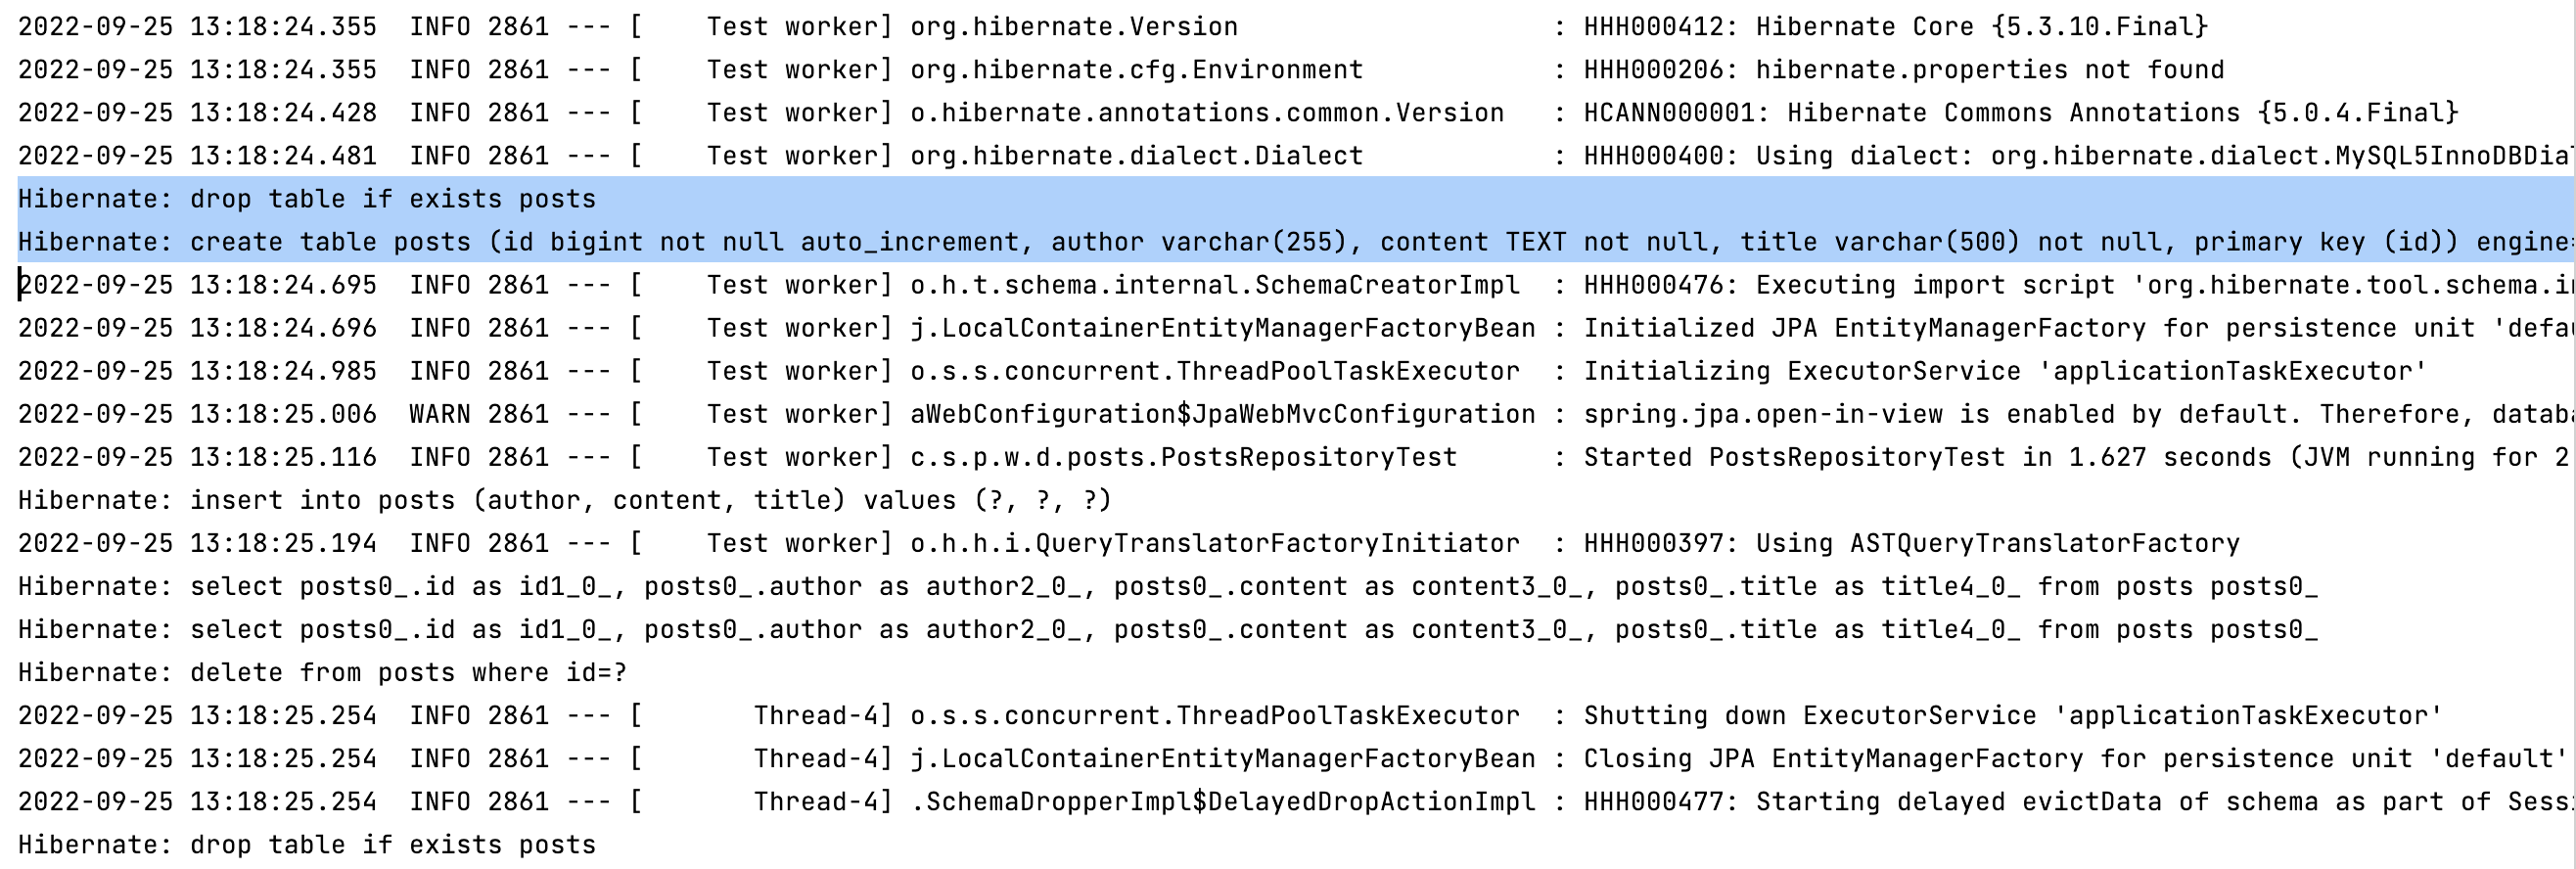 2022-09-25 13:18:24.355  INFO 2861 --- [    Test worker] org.hibernate.Version                    : HHH000412: Hibernate Core {5.3.10.Final}
2022-09-25 13:18:24.355  INFO 2861 --- [    Test worker] org.hibernate.cfg.Environment            : HHH000206: hibernate.properties not found
2022-09-25 13:18:24.428  INFO 2861 --- [    Test worker] o.hibernate.annotations.common.Version   : HCANN000001: Hibernate Commons Annotations {5.0.4.Final}
2022-09-25 13:18:24.481  INFO 2861 --- [    Test worker] org.hibernate.dialect.Dialect            : HHH000400: Using dialect: org.hibernate.dialect.MySQL5InnoDBDial
Hibernate: drop table if exists posts
Hibernate: create table posts (id bigint not null auto_increment, author varchar(255), content TEXT not null, title varchar(500) not null, primary key (id)) engine=
2022-09-25 13:18:24.695  INFO 2861 --- [    Test worker] o.h.t.schema.internal.SchemaCreatorImpl  : HHH000476: Executing import script 'org.hibernate.tool.schema.in
2022-09-25 13:18:24.696  INFO 2861 --- [    Test worker] j.LocalContainerEntityManagerFactoryBean : Initialized JPA EntityManagerFactory for persistence unit 'defau
2022-09-25 13:18:24.985  INFO 2861 --- [    Test worker] o.s.s.concurrent.ThreadPoolTaskExecutor  : Initializing ExecutorService 'applicationTaskExecutor'
2022-09-25 13:18:25.006  WARN 2861 --- [    Test worker] aWebConfiguration$JpaWebMvcConfiguration : spring.jpa.open-in-view is enabled by default. Therefore, databa
2022-09-25 13:18:25.116  INFO 2861 --- [    Test worker] c.s.p.w.d.posts.PostsRepositoryTest      : Started PostsRepositoryTest in 1.627 seconds (JVM running for 2
Hibernate: insert into posts (author, content, title) values (?, ?, ?)
2022-09-25 13:18:25.194  INFO 2861 --- [    Test worker] o.h.h.i.QueryTranslatorFactoryInitiator  : HHH000397: Using ASTQueryTranslatorFactory
Hibernate: select posts0_.id as id1_0_, posts0_.author as author2_0_, posts0_.content as content3_0_, posts0_.title as title4_0_ from posts posts0_
Hibernate: select posts0_.id as id1_0_, posts0_.author as author2_0_, posts0_.content as content3_0_, posts0_.title as title4_0_ from posts posts0_
Hibernate: delete from posts where id=?
2022-09-25 13:18:25.254  INFO 2861 --- [       Thread-4] o.s.s.concurrent.ThreadPoolTaskExecutor  : Shutting down ExecutorService 'applicationTaskExecutor'
2022-09-25 13:18:25.254  INFO 2861 --- [       Thread-4] j.LocalContainerEntityManagerFactoryBean : Closing JPA EntityManagerFactory for persistence unit 'default'
2022-09-25 13:18:25.254  INFO 2861 --- [       Thread-4] .SchemaDropperImpl$DelayedDropActionImpl : HHH000477: Starting delayed evictData of schema as part of Sess
Hibernate: drop table if exists posts